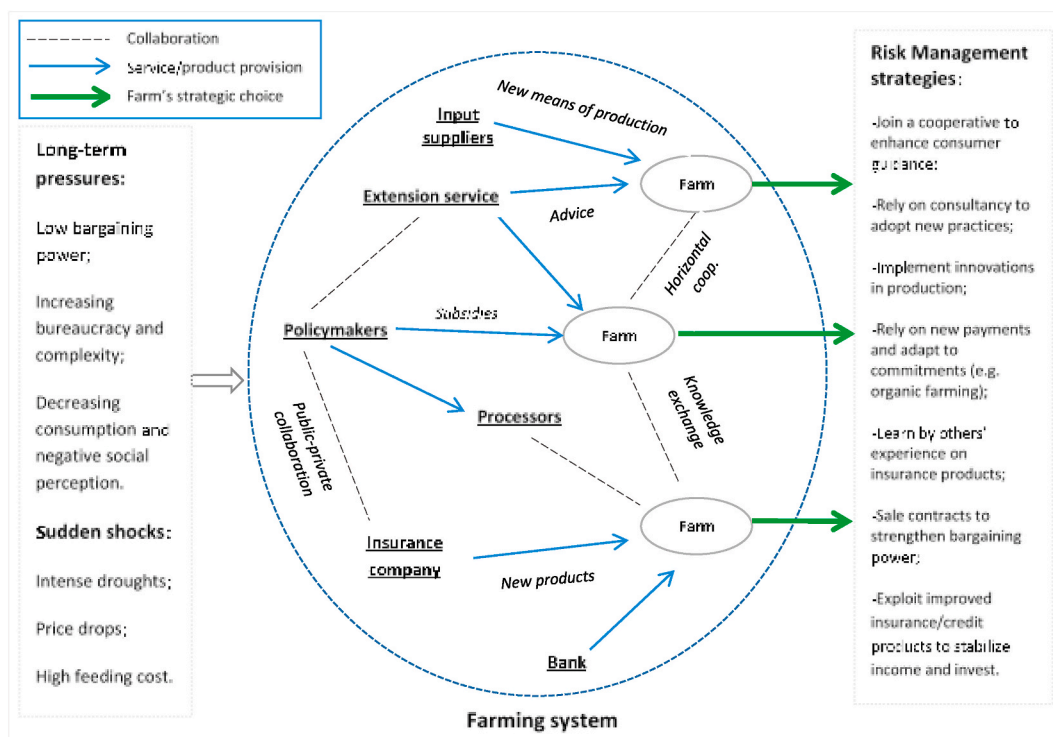 Collaboration
Service/product provision
Farm's strategic choice
Long-term
pressures:
Low bargaining
power;
Increasing
bureaucracy and
complexity;
Decreasing
consumption and
negative social
perception.
Sudden shocks:
Intense droughts;
Price drops;
High feeding cost.
New means of production
Input
suppliers
Extension service
Advice
Farm
Horizontal
coop.
Policymakers
Subsidies
Farm
Processors
Knowledge
exchange
Public-private
collaboration
Farm
Insurance
company
New products
Bank
Farming system
Risk Management
strategies:
-Join a cooperative to
enhance consumer
guidance;
-Rely on consultancy to
adopt new practices;
-Implement innovations
in production;
-Rely on new payments
and adapt to
commitments (e.g.
organic farming);
-Learn by others'
experience on
insurance products;
-Sale contracts to
strengthen bargaining
power;
-Exploit improved
insurance/credit
products to stabilize
income and invest.